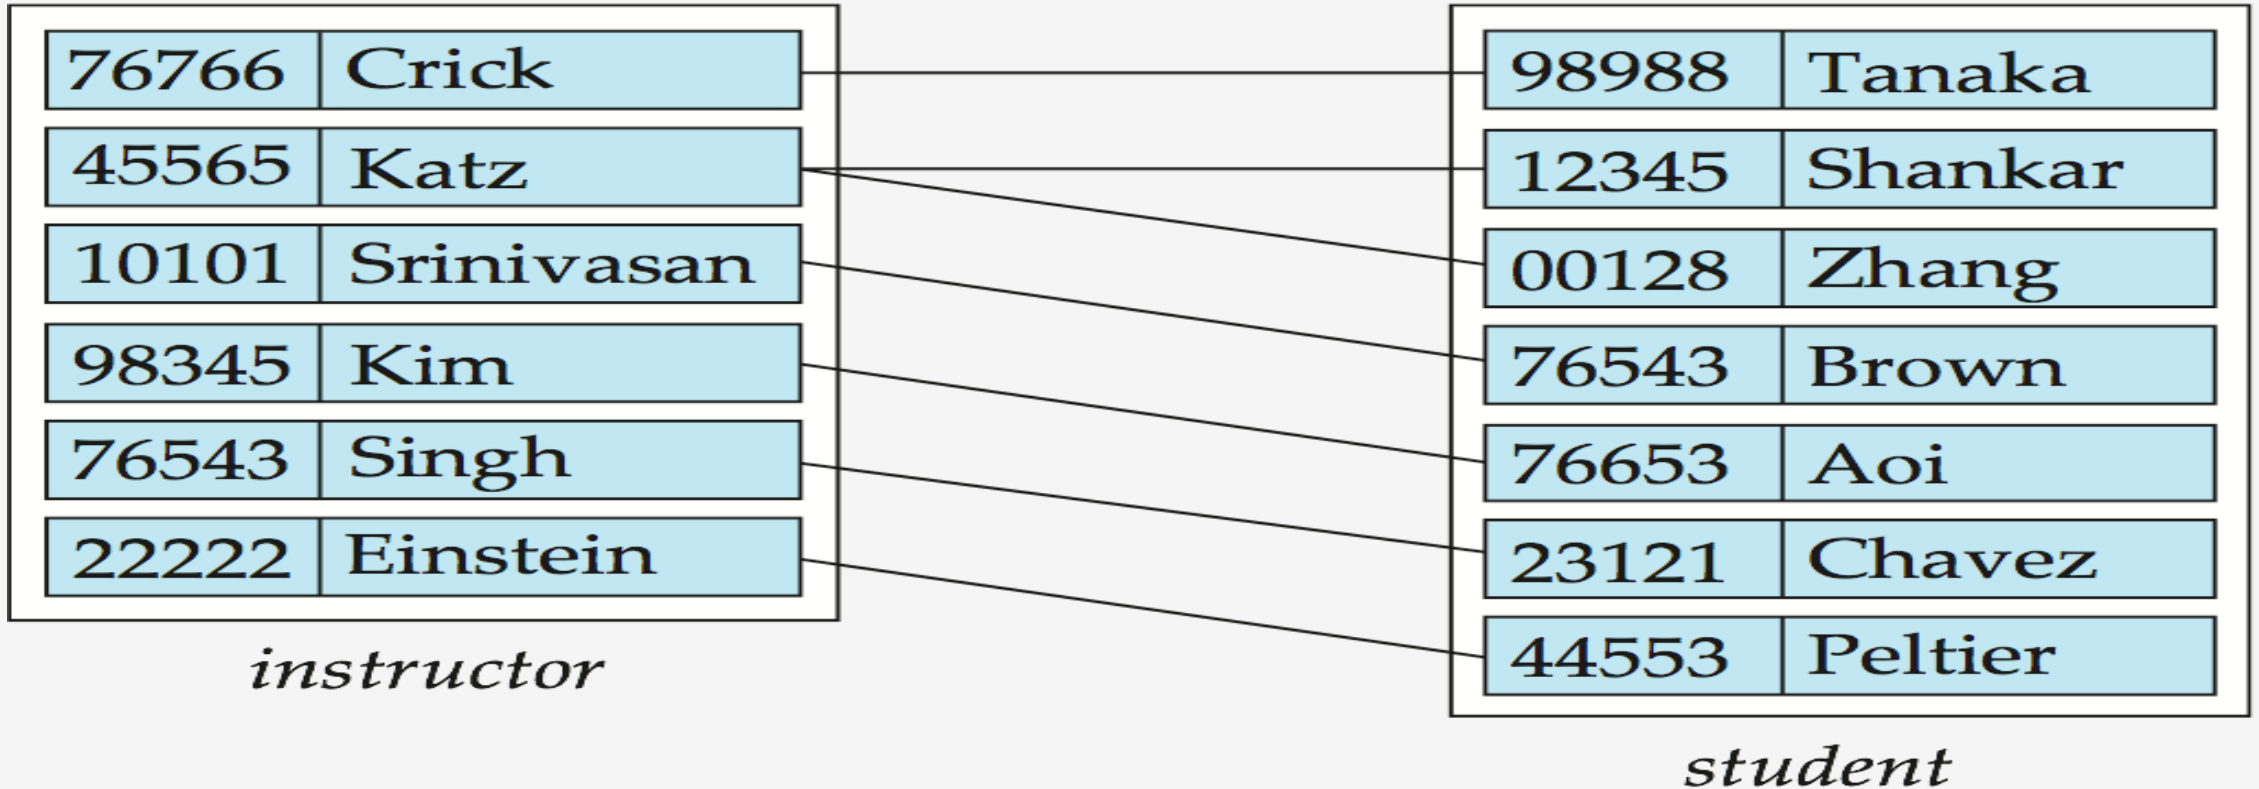 76766 Crick
45565 Katz
10101 Srinivasan
98345 Kim
76543 Singh
22222 Einstein
instructor
98988 Tanaka
12345 Shankar
00128 Zhang
76543 Brown
76653 Aoi
23121 Chavez
44553 Peltier
student